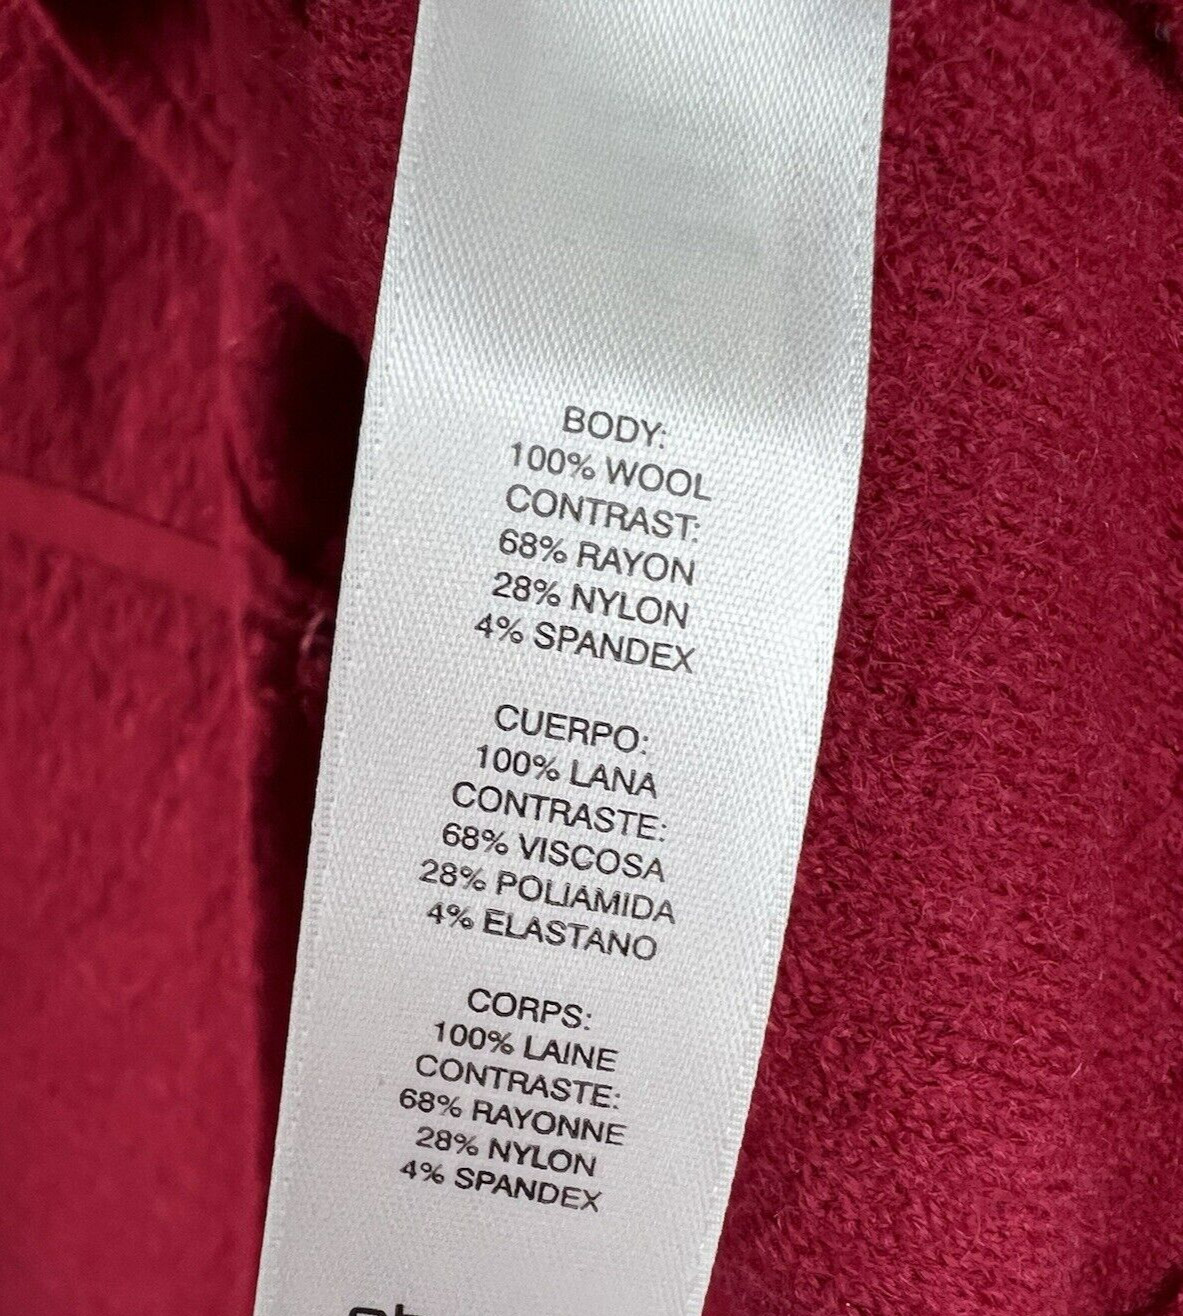 BODY:
100% WOOL
CONTRAST:
68% RAYON
28% NYLON
4% SPANDEX
CUERPO:
100% LANA
CONTRASTE:
68% VISCOSA
28% POLIAMIDA
4% ELASTANO
CORPS:
100% LAINE
CONTRASTE:
68% RAYONNE
28% NYLON
4% SPANDEX